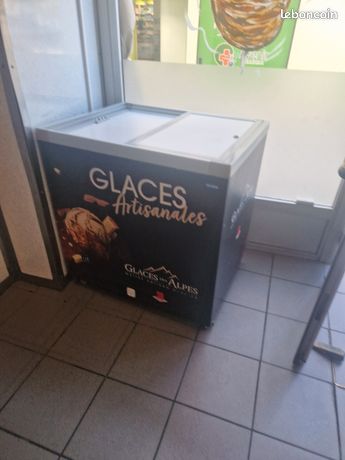 leboncoin
GLACES
Artisanales
GLACES DES ALPES